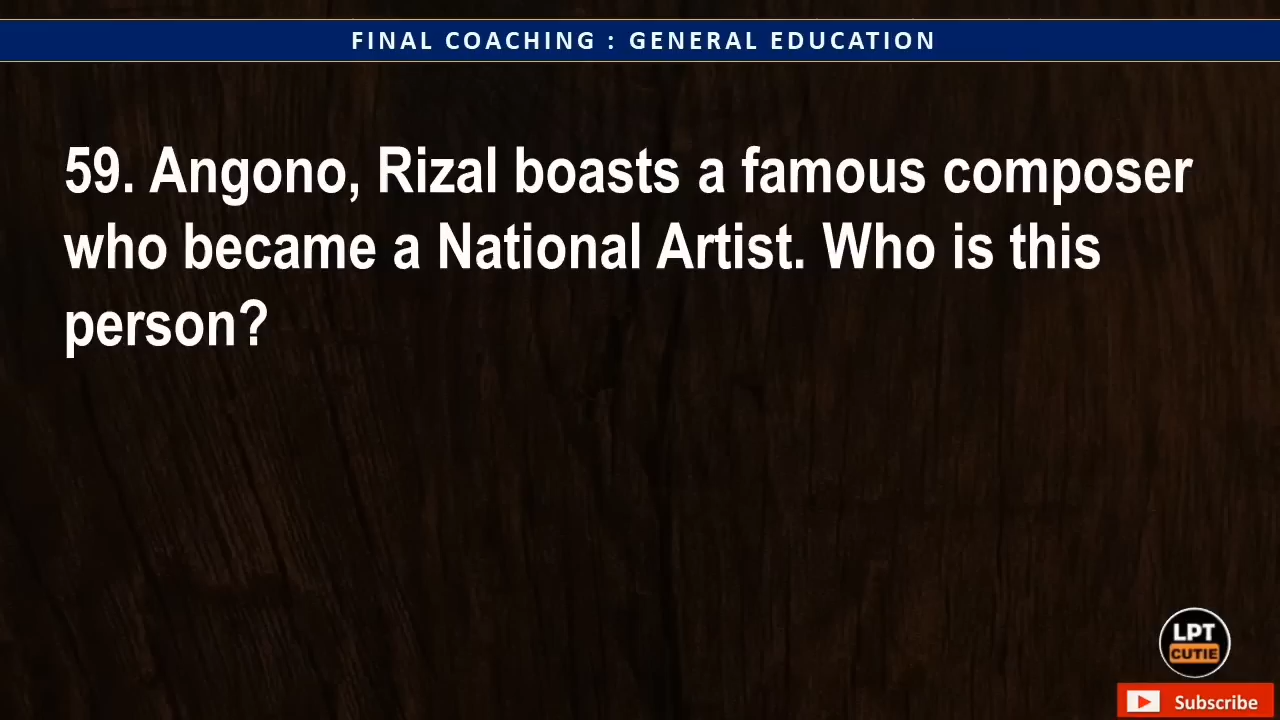 FINAL COACHING : GENERAL EDUCATION
59. Angono, Rizal boasts a famous composer
who became a National Artist. Who is this
person?
LPT
CUTIE
Subscribe